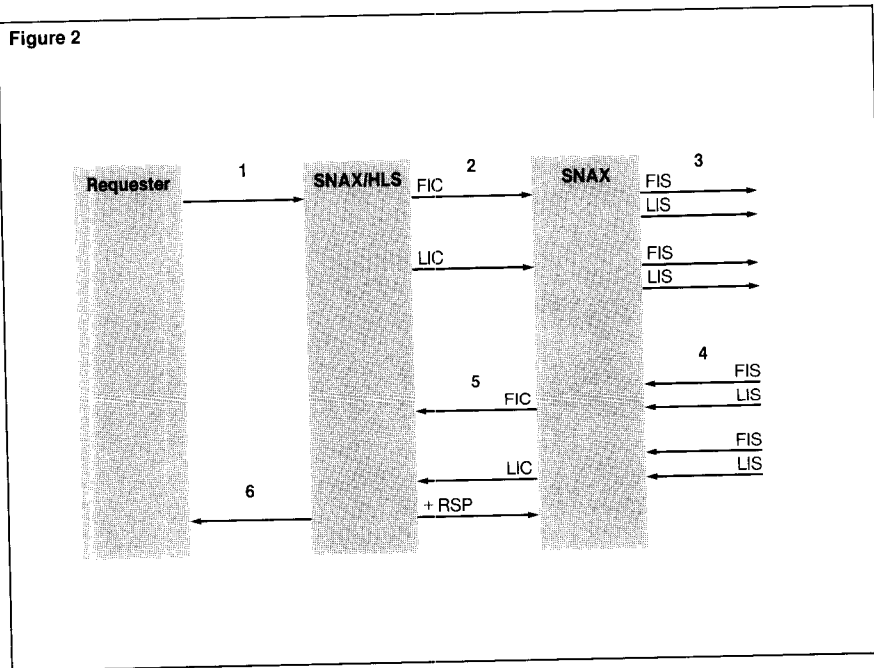 Figure 2
Requester
1
SNAX/HLS
FIC
2
SNAX
FIS
3
LIS
LIC
FIS
LIS
4
FIS
5
FIC
LIS
FIS
LIC
LIS
6
+ RSP